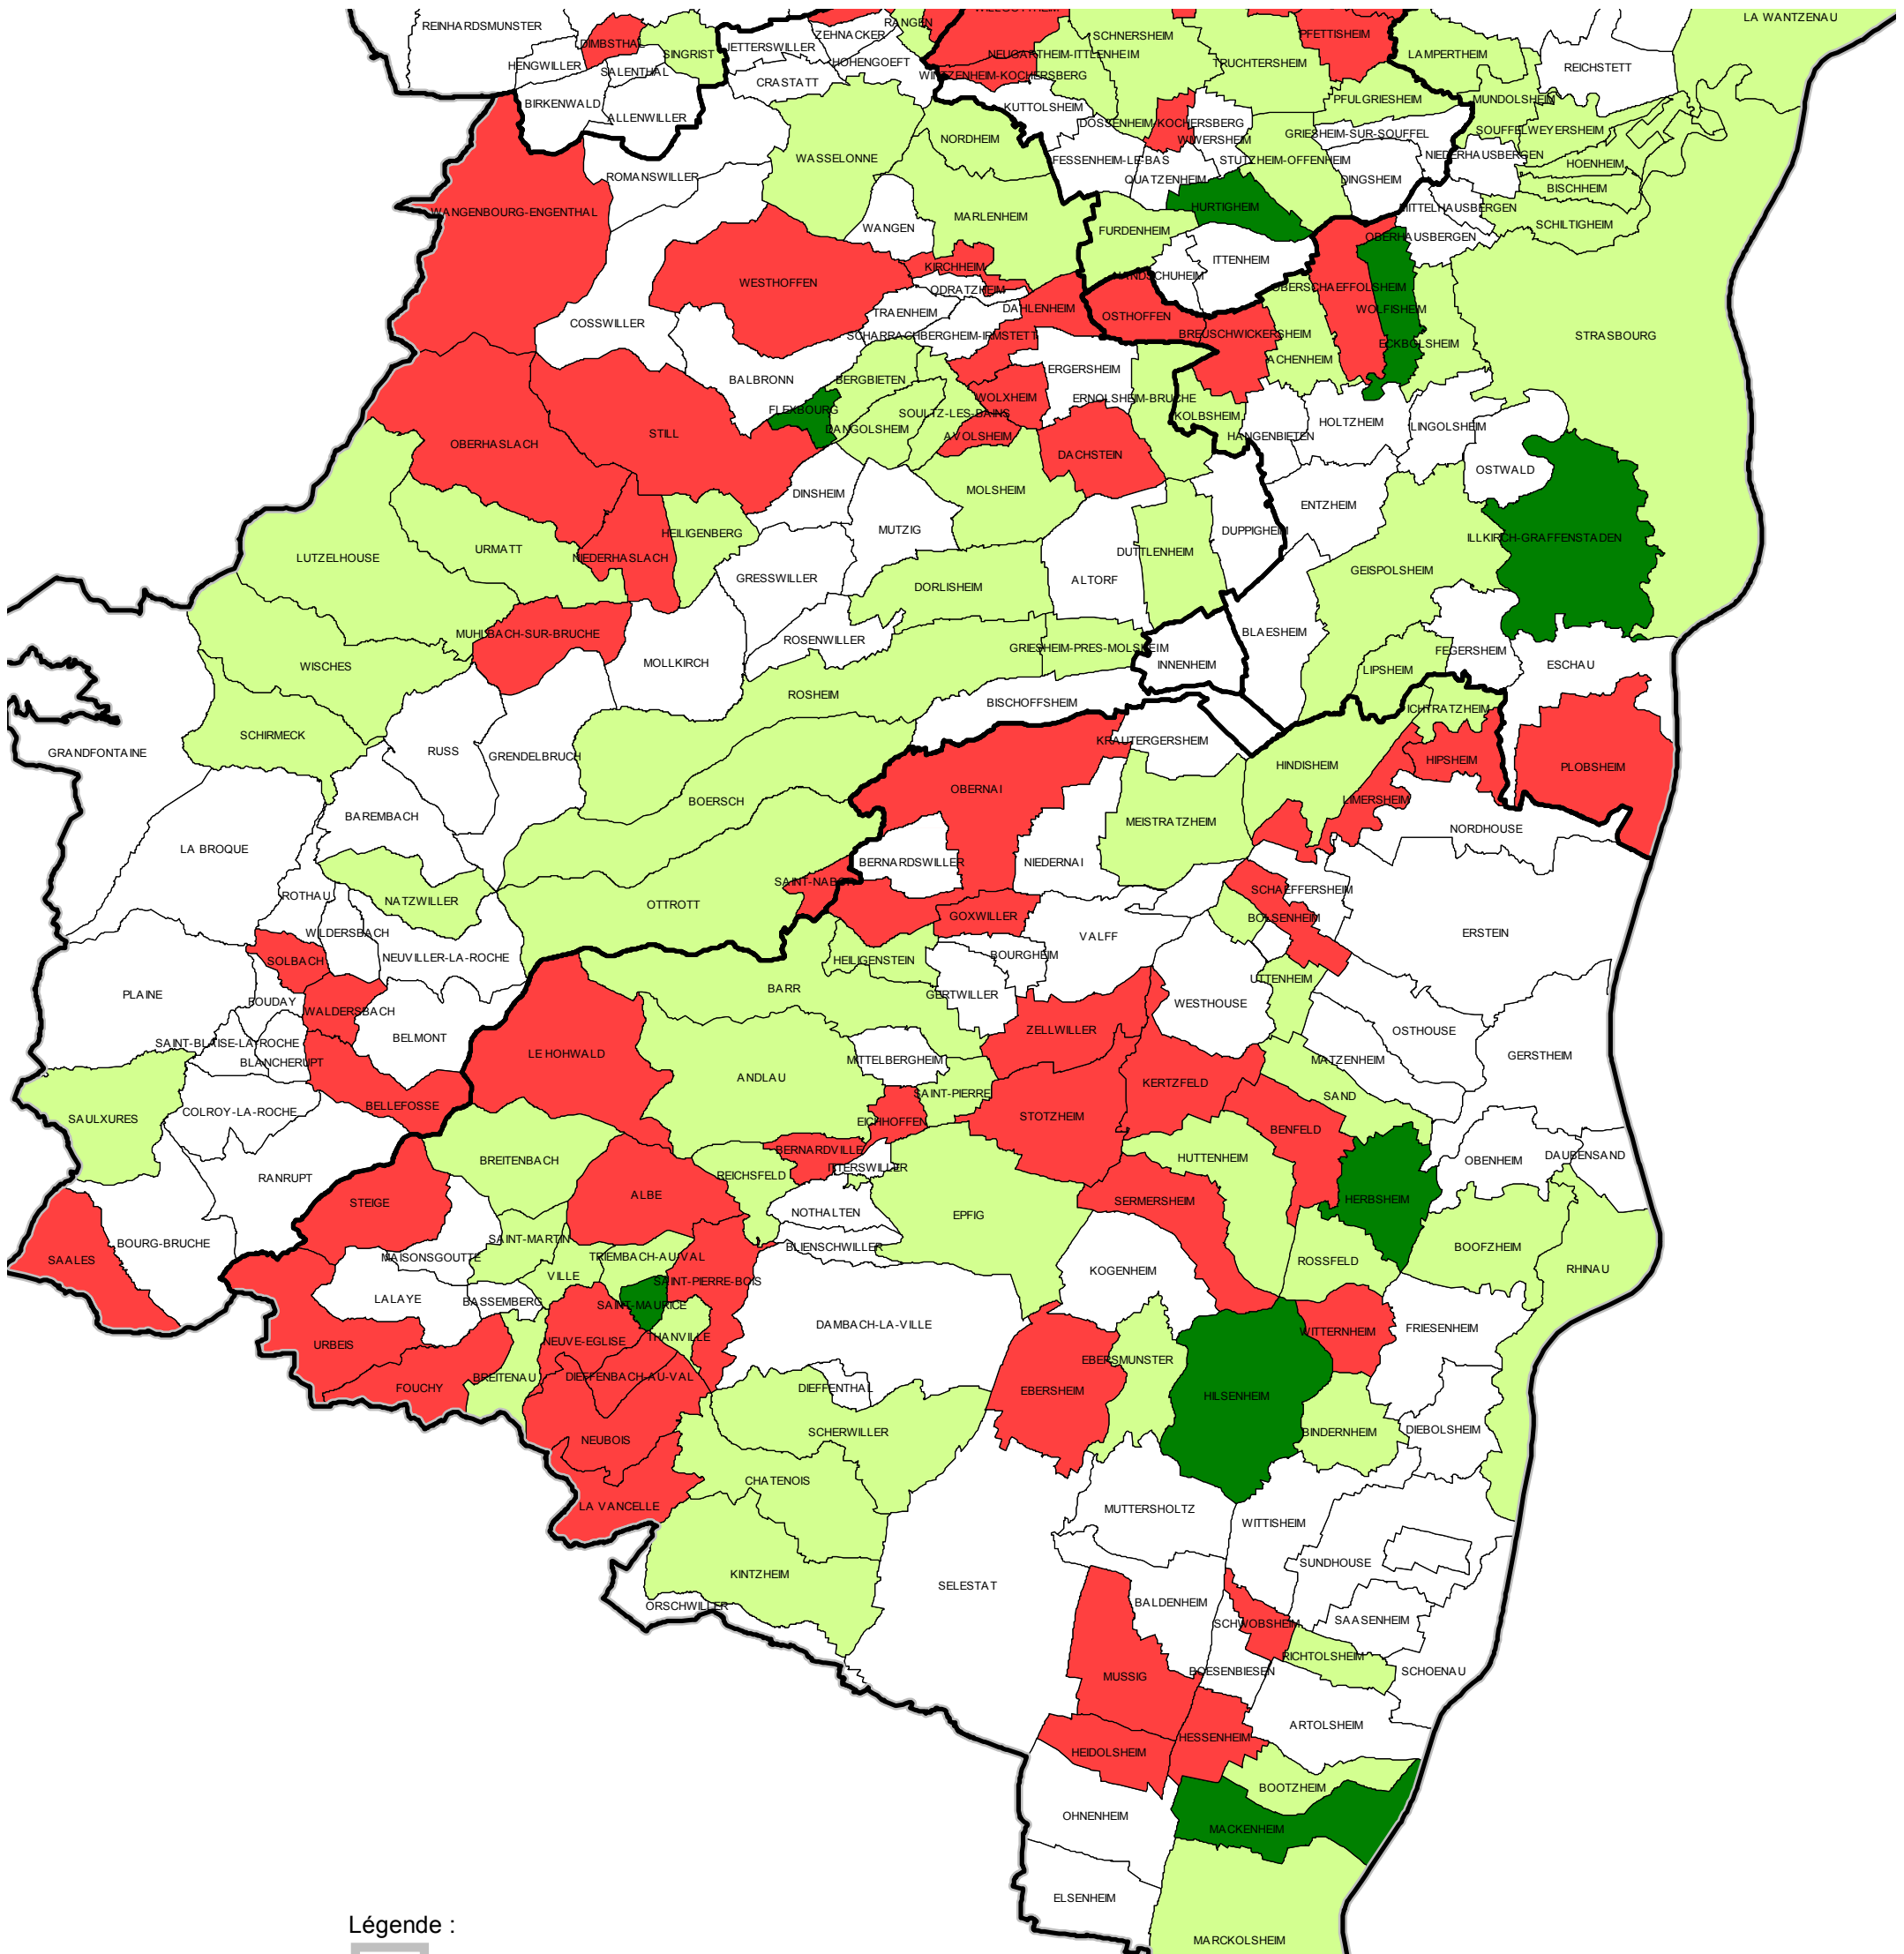 REINHARDSMUNSTER
DIMBSTHAL
SINGRIST
JETTERSWILLER
ZEHNACKER
RANGEN
SCHNERSHEIM
PFETTISHEIM
LA WANTZENAU
HENGWILLER
SALENTHAL
HOHENGOEFT
NEUGARTHEIM-ITTLENHEIM
TRUCHTERSHEIM
LAMPERTHEIM
REICHSTETT
CRASTATT
WINTZENHEIM-KOCHERSBERG
BIRKENWALD
ALLENWILLER
KUTTOLSHEIM
PFULGRIESHEIM
MUNDOLSHEIM
DOSSENHEIM-KOCHERSBERG
WIWERSHEIM
GRIESHEIM-SUR-SOUFFEL
SOUFFELWEYERSHEIM
NORDHEIM
WASSELONNE
FESSENHEIM-LE-BAS
STUTZHEIM-OFFENHEIM
NIEDERHAUSBERGEN
HOENHEIM
ROMANSWILLER
QUATZENHEIM
DINGSHEIM
BISCHHEIM
WANGENBOURG-ENGENTHAL
HURTIGHEIM
MITTELHAUSBERGEN
MARLENHEIM
WANGEN
FURDENHEIM
OBERHAUSBERGEN
SCHILTIGHEIM
KIRCHHEIM
ITTENHEIM
HANDSCHUHEIM
WESTHOFFEN
ODRATZHEIM
OBERSCHAEFFOLSHEIM
TRAENHEIM
DAHLENHEIM
OSTHOFFEN
WOLFISHEIM
COSSWILLER
SCHARRACHBERGHEIM-IRMSTETT
BREUSCHWICKERSHEIM
STRASBOURG
ECKBOLSHEIM
ACHENHEIM
BALBRONN
BERGBIETEN
ERGERSHEIM
WOLXHEIM
ERNOLSHEIM-BRUCHE
FLEXBOURG
SOULTZ-LES-BAINS
KOLBSHEIM
HOLTZHEIM
LINGOLSHEIM
DANGOLSHEIM
AVOLSHEIM
HANGENBIETEN
STILL
OBERHASLACH
DACHSTEIN
OSTWALD
DINSHEIM
MOLSHEIM
ENTZHEIM
MUTZIG
DUPPIGHEIM
HEILIGENBERG
ILLKIRCH-GRAFFENSTADEN
URMATT
LUTZELHOUSE
NIEDERHASLACH
DUTTLENHEIM
GEISPOLSHEIM
GRESSWILLER
ALTORF
DORLISHEIM
MUHLBACH-SUR-BRUCHE
ROSENWILLER
BLAESHEIM
GRIESHEIM-PRES-MOLSHEIM
FEGERSHEIM
MOLLKIRCH
INNENHEIM
ESCHAU
WISCHES
LIPSHEIM
ROSHEIM
BISCHOFFSHEIM
ICHTRATZHEIM
SCHIRMECK
GRANDFONTAINE
RUSS
GRENDELBRUCH
KRAUTERGERSHEIM
HINDISHEIM
HIPSHEIM
PLOBSHEIM
OBERNAI
BOERSCH
LIMERSHEIM
BAREMBACH
MEISTRATZHEIM
NORDHOUSE
LA BROQUE
BERNARDSWILLER
NIEDERNAI
SAINT-NABOR
SCHAEFFERSHEIM
ROTHAU
NATZWILLER
OTTROTT
GOXWILLER
BOLSENHEIM
WILDERSBACH
VALFF
ERSTEIN
SOLBACH
NEUVILLER-LA-ROCHE
HEILIGENSTEIN
BOURGHEIM
UTTENHEIM
PLAINE
BARR
GERTWILLER
FOUDAY
WALDERSBACH
WESTHOUSE
ZELLWILLER
OSTHOUSE
BELMONT
SAINT-BLAISE-LA-ROCHE
LE HOHWALD
MITTELBERGHEIM
MATZENHEIM
GERSTHEIM
BLANCHERUPT
ANDLAU
KERTZFELD
BELLEFOSSE
SAINT-PIERRE
SAND
COLROY-LA-ROCHE
SAULXURES
STOTZHEIM
EICHHOFFEN
BENFELD
BERNARDVILLE
BREITENBACH
ITTERSWILLER
HUTTENHEIM
OBENHEIM
DAUBENSAND
RANRUPT
REICHSFELD
STEIGE
ALBE
SERMERSHEIM
HERBSHEIM
NOTHALTEN
EPFIG
BOURG-BRUCHE
SAINT-MARTIN
BLIENSCHWILLER
BOOFZHEIM
SAALES
MAISONSGOUTTE
TRIEMBACH-AU-VAL
ROSSFELD
VILLE
KOGENHEIM
RHINAU
SAINT-PIERRE-BOIS
LALAYE
BASSEMBERG
SAINT-MAURICE
DAMBACH-LA-VILLE
WITTERNHEIM
FRIESENHEIM
URBEIS
NEUVE-EGLISE
THANVILLE
EBERSMUNSTER
BREITENAU
DIEFFENBACH-AU-VAL
FOUCHY
DIEFFENTHAL
EBERSHEIM
HILSENHEIM
SCHERWILLER
BINDERNHEIM
DIEBOLSHEIM
NEUBOIS
CHATENOIS
LA VANCELLE
MUTTERSHOLTZ
WITTISHEIM
SUNDHOUSE
KINTZHEIM
SELESTAT
ORSCHWILLER
BALDENHEIM
SCHWOBSHEIM
SAASENHEIM
RICHTOLSHEIM
MUSSIG
BOESENBIESEN
SCHOENAU
ARTOLSHEIM
HESSENHEIM
HEIDOLSHEIM
BOOTZHEIM
OHNENHEIM
MACKENHEIM
ELSENHEIM
Légende :
MARCKOLSHEIM